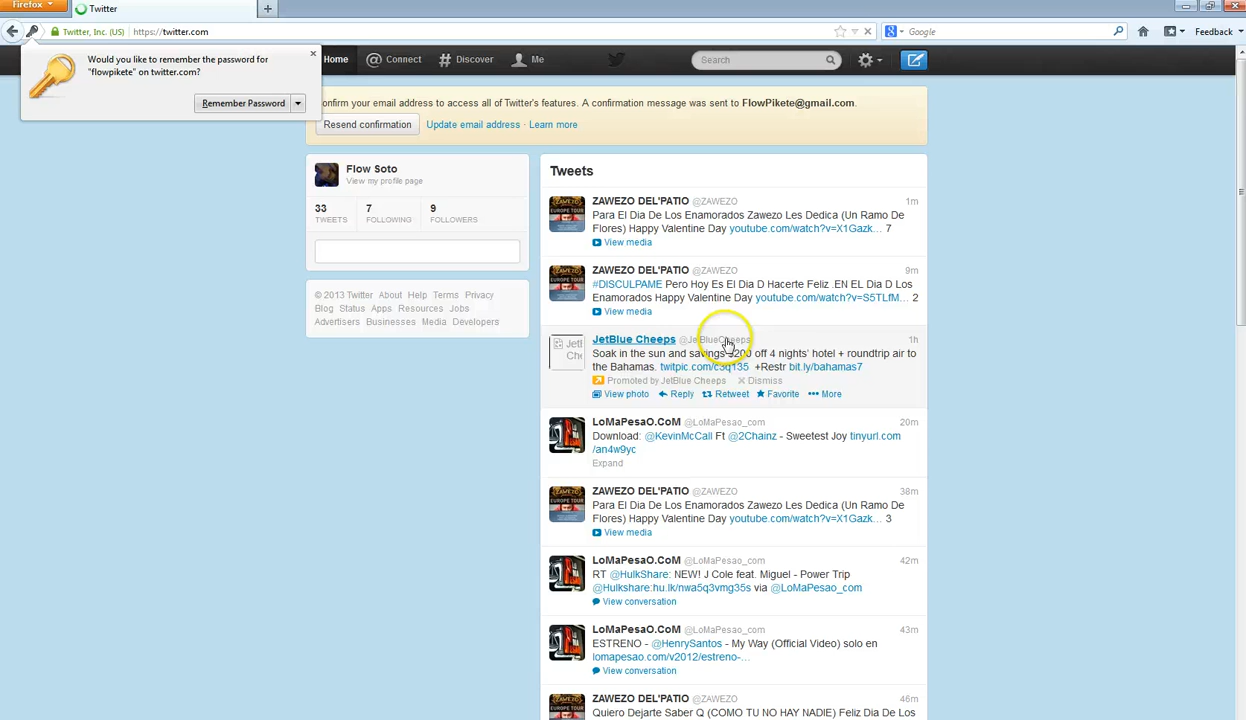 Firefox
Twitter
Twitter, Inc. (US) https://twitter.com
Google
Feedback
Would you like to remember the password for
"flowpikete" on twitter.com?
Remember Password
Home
Connect
Discover
Me
Search
onfirm your email address to access all of Twitter's features. A confirmation message was sent to FlowPikete@gmail.com.
Resend confirmation
Update email address · Learn more
Flow Soto
View my profile page
33 7 9
TWEETS FOLLOWING FOLLOWERS
© 2013 Twitter About Help Terms Privacy
Blog Status Apps Resources Jobs
Advertisers Businesses Media Developers
Tweets
ZAWEZO DEL'PATIO @ZAWEZO 1m
Para El Dia De Los Enamorados Zawezo Les Dedica (Un Ramo De
Flores) Happy Valentine Day youtube.com/watch?v=X1Gazk... 7
View media
ZAWEZO DEL'PATIO @ZAWEZO 9m
#DISCULPAME Pero Hoy Es El Dia D Hacerte Feliz .EN EL Dia D Los
Enamorados Happy Valentine Day youtube.com/watch?v=S5TLfM... 2
View media
JetBlue Cheeps @JetBlueCheeps 1h
JetB
Che
Soak in the sun and savings-$200 off 4 nights' hotel + roundtrip air to
the Bahamas. twitpic.com/c3q135 +Restr bit.ly/bahamas7
Promoted by JetBlue Cheeps Dismiss
View photo Reply Retweet Favorite More
LoMaPesaO.CoM @LoMaPesao_com 20m
Download: @KevinMcCall Ft @2Chainz - Sweetest Joy tinyurl.com
/an4w9yc
Expand
ZAWEZO DEL'PATIO @ZAWEZO 38m
Para El Dia De Los Enamorados Zawezo Les Dedica (Un Ramo De
Flores) Happy Valentine Day youtube.com/watch?v=X1Gazk... 3
View media
LoMaPesaO.CoM @LoMaPesao_com 42m
RT @HulkShare: NEW! J Cole feat. Miguel - Power Trip
@Hulkshare:hu.lk/nwa5q3vmg35s via @LoMaPesao_com
View conversation
LoMaPesaO.CoM @LoMaPesao_com 43m
ESTRENO - @HenrySantos - My Way (Official Video) solo en
lomapesao.com/v2012/estreno-...
View conversation
ZAWEZO DEL'PATIO @ZAWEZO 46m
Quiero Dejarte Saber Q (COMO TU NO HAY NADIE) Feliz Dia De Los